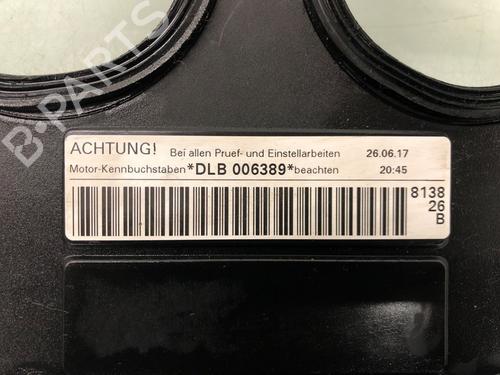 ACHTUNG! Bei allen Pruef- und Einstellarbeiten 26.06.17
Motor-Kennbuchstaben *DLB 006389* beachten 20:45
8138
26
B
B-PARTS